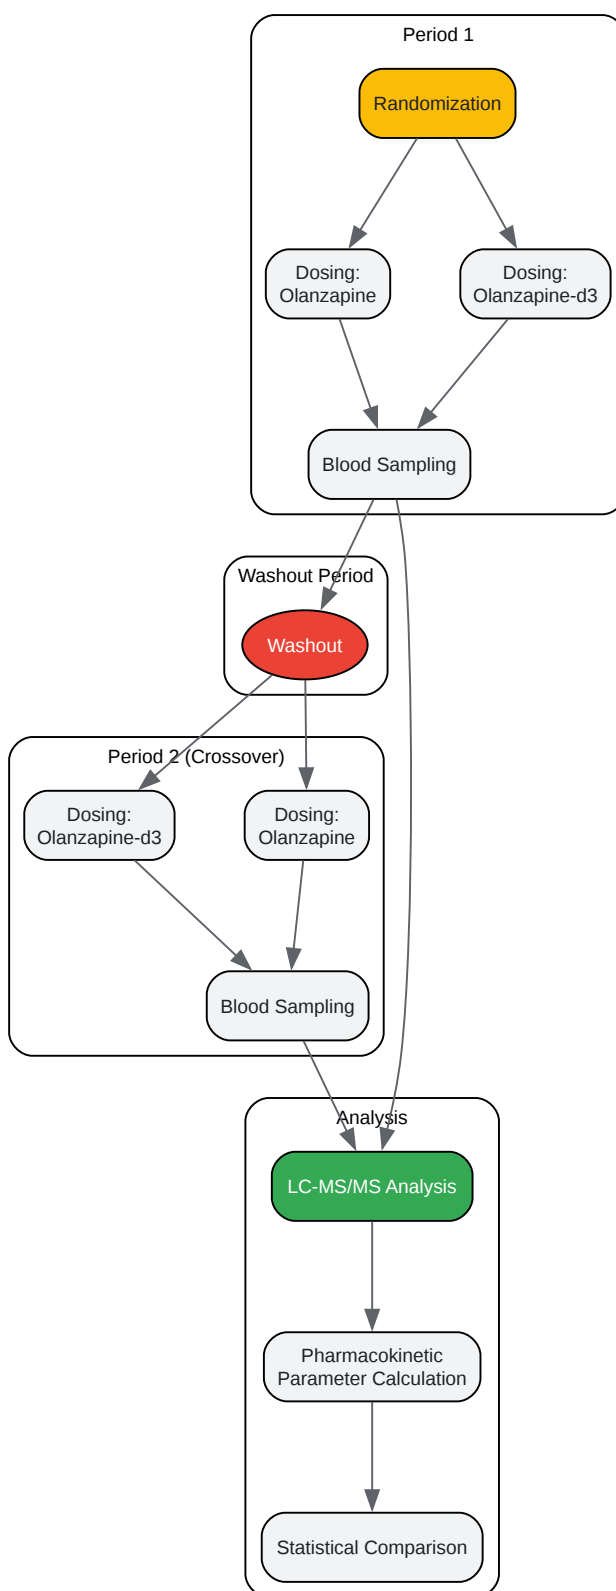 Period 1
Randomization
Dosing:
Olanzapine
Dosing:
Olanzapine-d3
Blood Sampling
Washout Period
Washout
Period 2 (Crossover)
Dosing:
Olanzapine-d3
Dosing:
Olanzapine
Blood Sampling
Analysis
LC-MS/MS Analysis
Pharmacokinetic
Parameter Calculation
Statistical Comparison